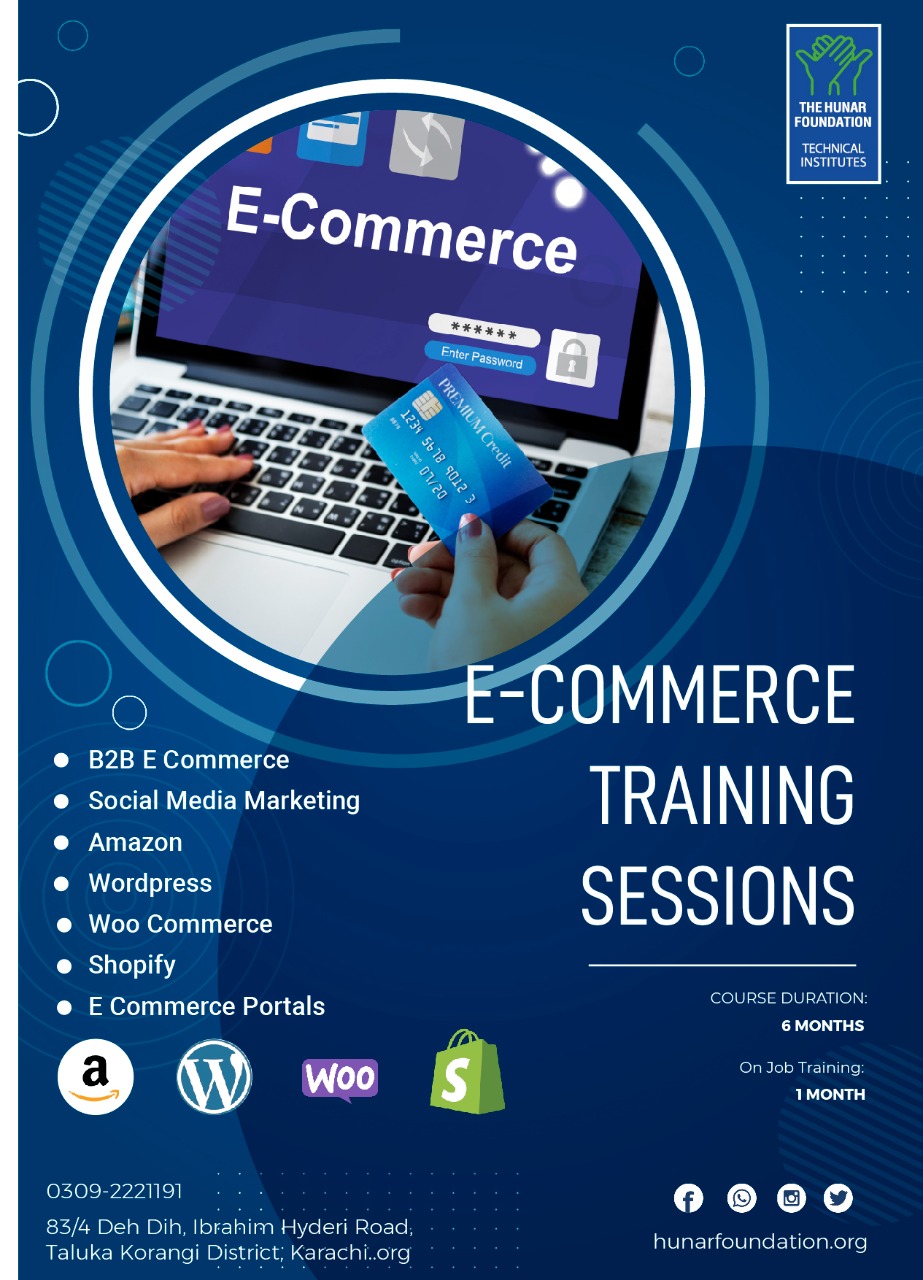 THE HUNAR
FOUNDATION
TECHNICAL
INSTITUTES
E-Commerce
******
Enter Password
PREMIUM Credit
1234 5678 9012 3
01/20
E-COMMERCE
TRAINING
SESSIONS
B2B E Commerce
Social Media Marketing
Amazon
Wordpress
Woo Commerce
Shopify
E Commerce Portals
a
W
WOO
S
COURSE DURATION:
6 MONTHS
On Job Training:
1 MONTH
0309-2221191
83/4 Deh Dih, Ibrahim Hyderi Road,
Taluka Korangi District; Karachi..org
hunarfoundation.org